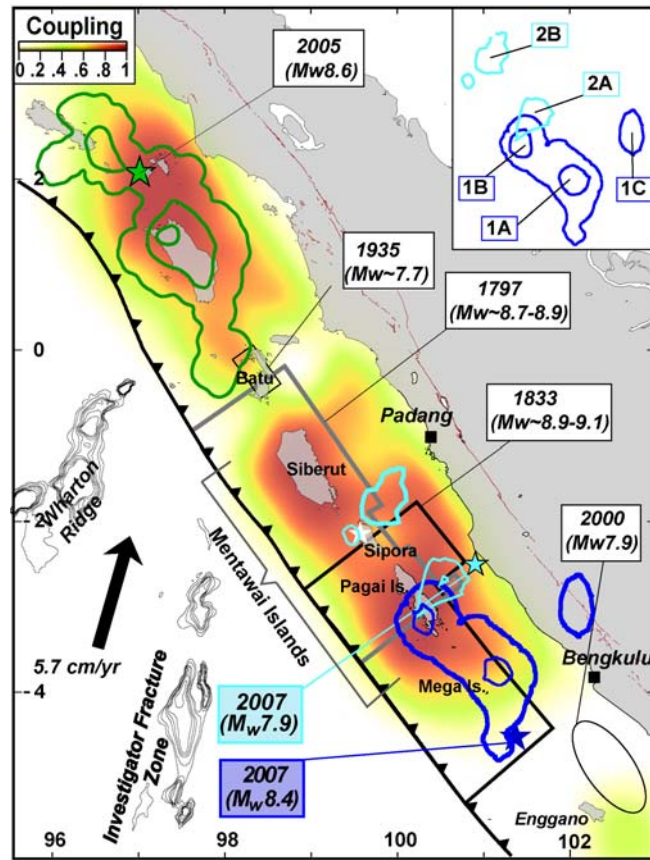 Coupling
0 .2 .4 .6 .8 1
2005
(Mw8.6)
2B
2A
1C
1B
1A
2
1935
(Mw~7.7)
1797
(Mw~8.7-8.9)
0
Batu
1833
(Mw~8.9-9.1)
Padang
Siberut
Wharton
Ridge
2000
(Mw7.9)
-2
Sipora
Pagai Is.
Mentawai Islands
5.7 cm/yr
Bengkulu
-4
Mega Is.
2007
(Mw7.9)
2007
(Mw8.4)
Investigator Fracture
Zone
Enggano
96
98
100
102